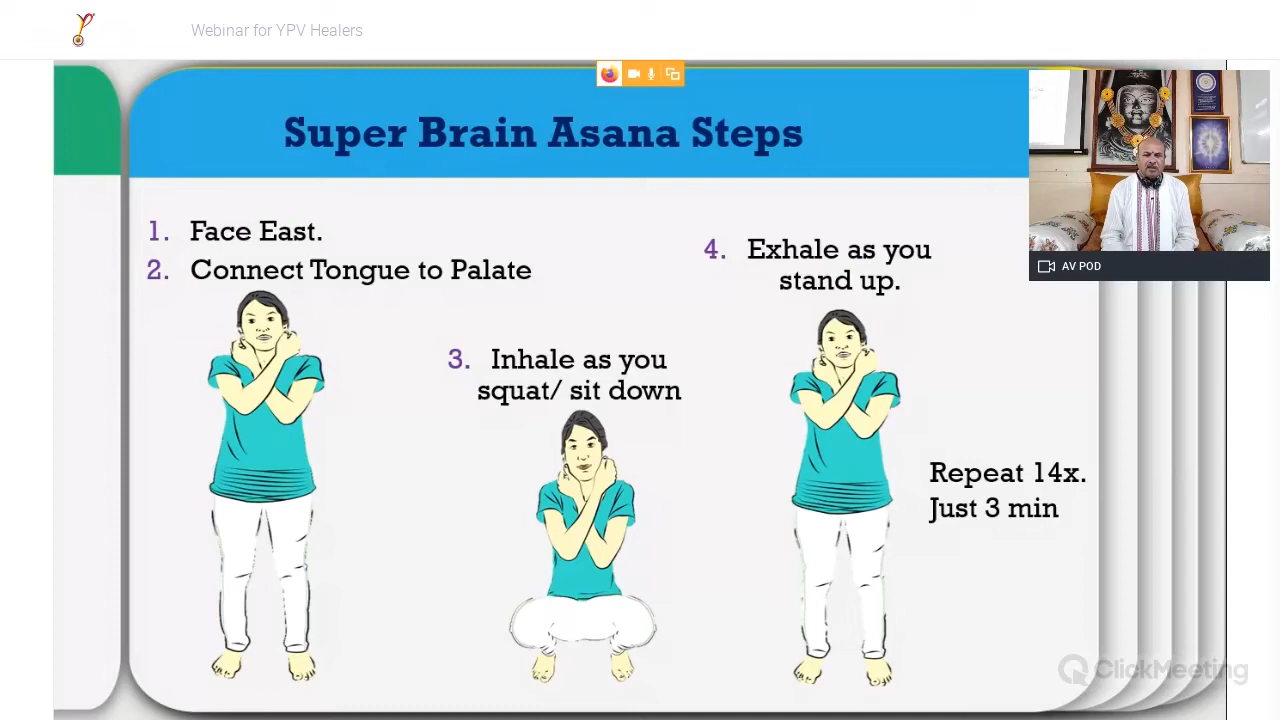 Webinar for YPV Healers
Super Brain Asana Steps
1. Face East.
2. Connect Tongue to Palate
3. Inhale as you
squat/ sit down
4. Exhale as you
stand up.
Repeat 14x.
Just 3 min
AV POD
ClickMeeting